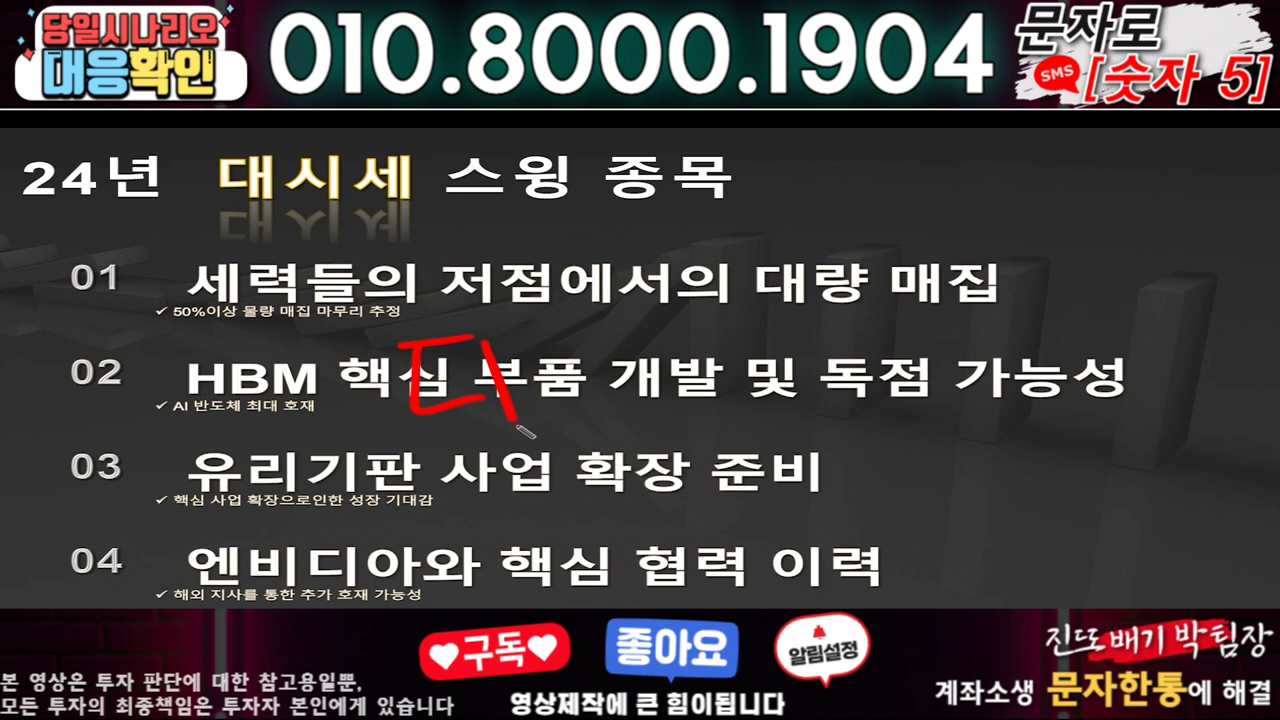 당일시나리오
대응확인
010.8000.1904
문자로
SMS
[숫자 5]
24년 대시세 스윙 종목
01 세력들의 저점에서의 대량 매집
✓ 50%이상 물량 매집 마무리 추정
02 HBM 핵심 부품 개발 및 독점 가능성
✓ AI 반도체 최대 호재
03 유리기판 사업 확장 준비
✓ 핵심 사업 확장으로인한 성장 기대감
04 엔비디아와 핵심 협력 이력
✓ 해외 지사를 통한 추가 호재 가능성
구독
좋아요
알림설정
진또배기 박팀장
본 영상은 투자 판단에 대한 참고용일뿐,
모든 투자의 최종책임은 투자자 본인에게 있습니다
영상제작에 큰 힘이됩니다
계좌소생 문자한통에 해결